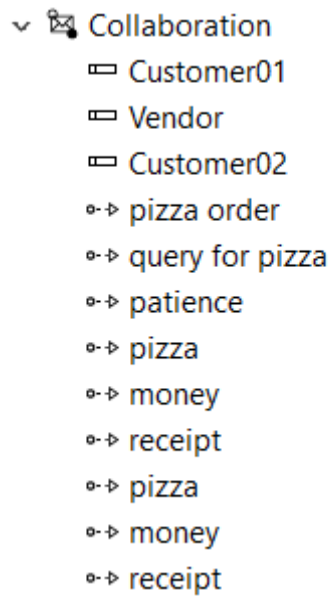 Collaboration
Customer01
Vendor
Customer02
pizza order
query for pizza
patience
pizza
money
receipt
pizza
money
receipt